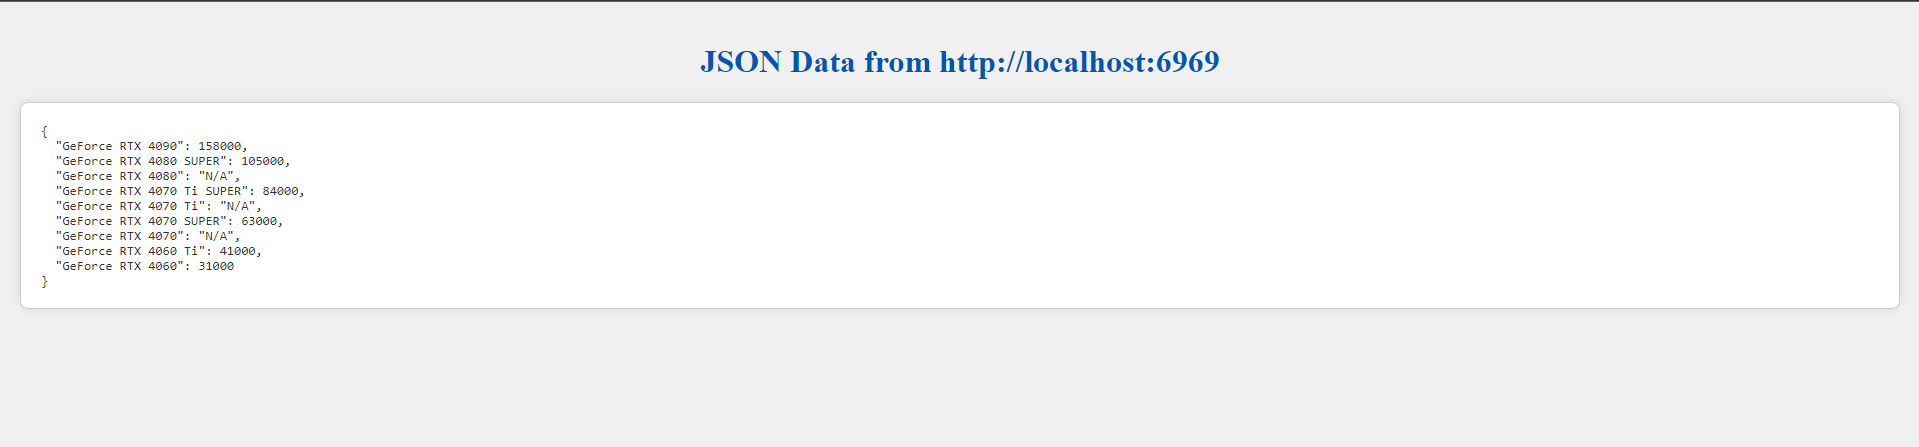 JSON Data from http://localhost:6969
{
  "GeForce RTX 4090": 158000,
  "GeForce RTX 4080 SUPER": 105000,
  "GeForce RTX 4080": "N/A",
  "GeForce RTX 4070 Ti SUPER": 84000,
  "GeForce RTX 4070 Ti": "N/A",
  "GeForce RTX 4070 SUPER": 63000,
  "GeForce RTX 4070": "N/A",
  "GeForce RTX 4060 Ti": 41000,
  "GeForce RTX 4060": 31000
}